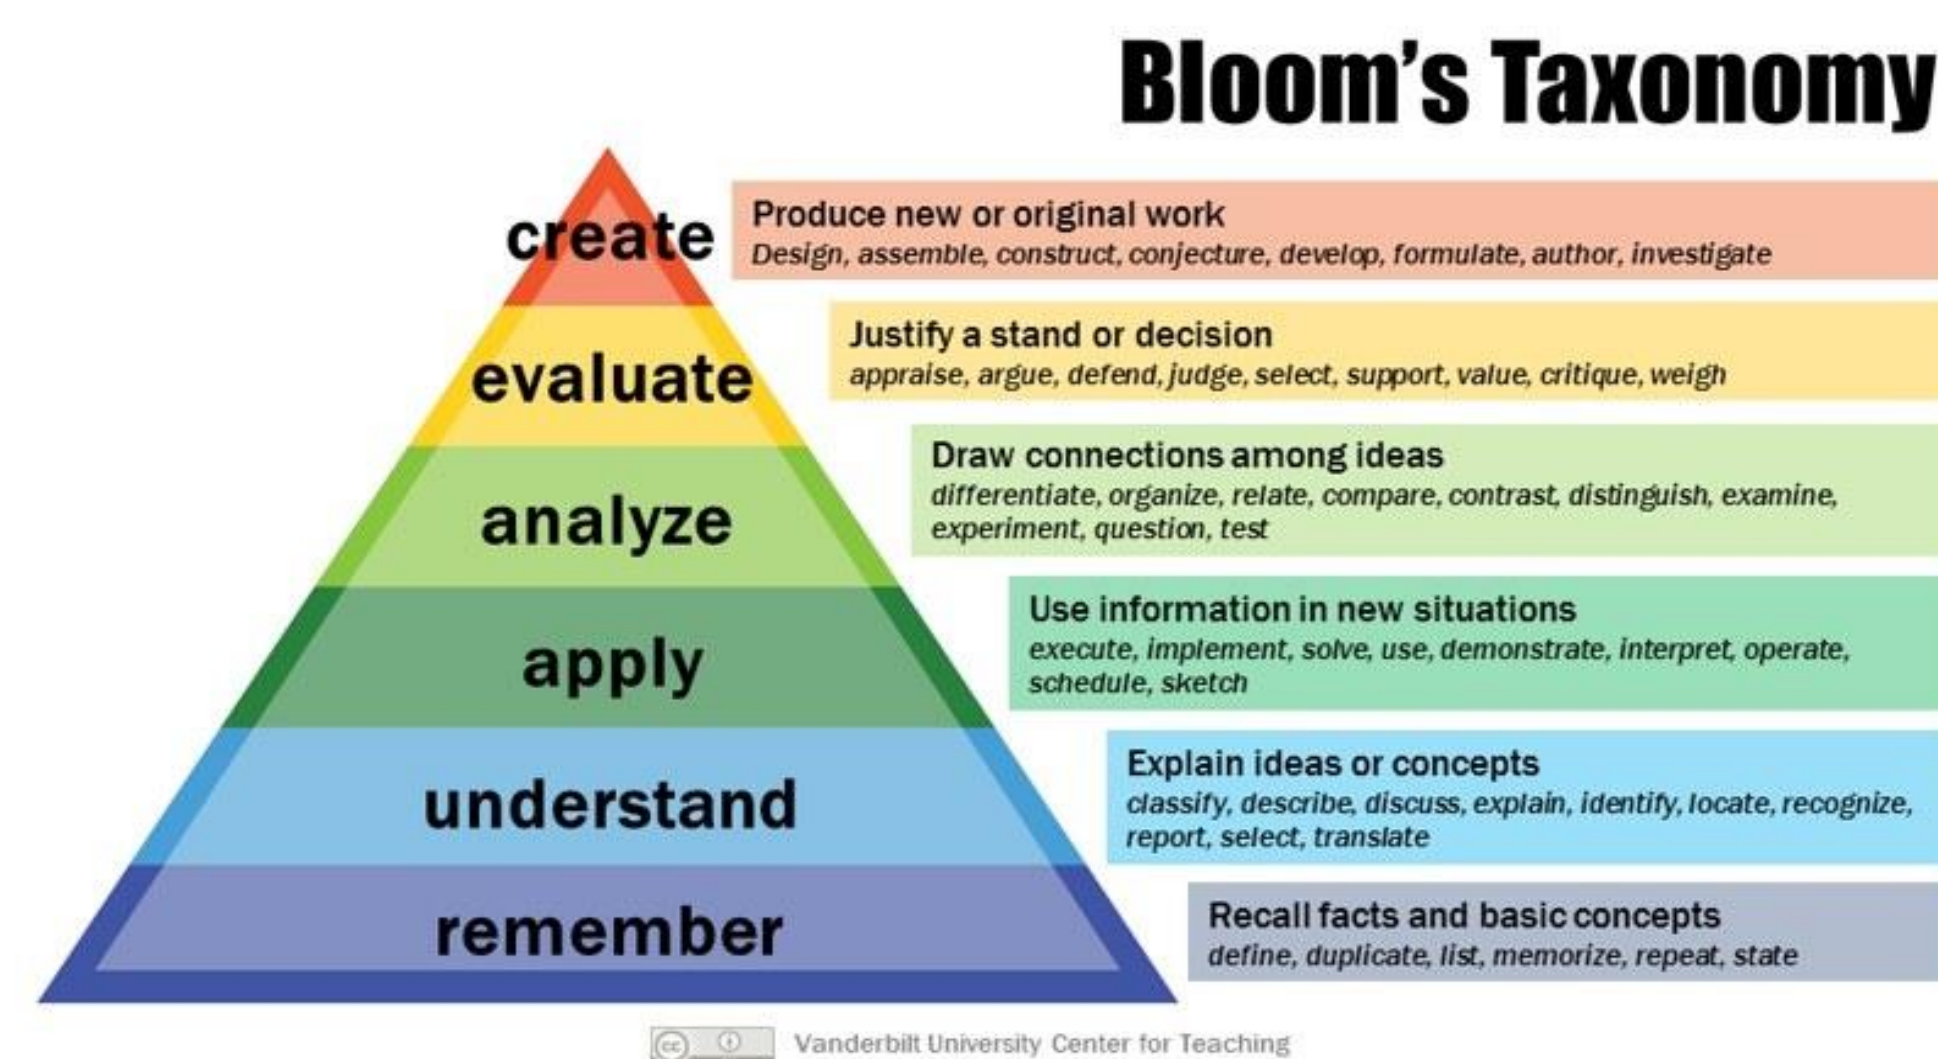 Bloom's Taxonomy
create
Produce new or original work
Design, assemble, construct, conjecture, develop, formulate, author, investigate
evaluate
Justify a stand or decision
appraise, argue, defend, judge, select, support, value, critique, weigh
analyze
Draw connections among ideas
differentiate, organize, relate, compare, contrast, distinguish, examine,
experiment, question, test
apply
Use information in new situations
execute, implement, solve, use, demonstrate, interpret, operate,
schedule, sketch
understand
Explain ideas or concepts
classify, describe, discuss, explain, identify, locate, recognize,
report, select, translate
remember
Recall facts and basic concepts
define, duplicate, list, memorize, repeat, state
cc Vanderbilt University Center for Teaching